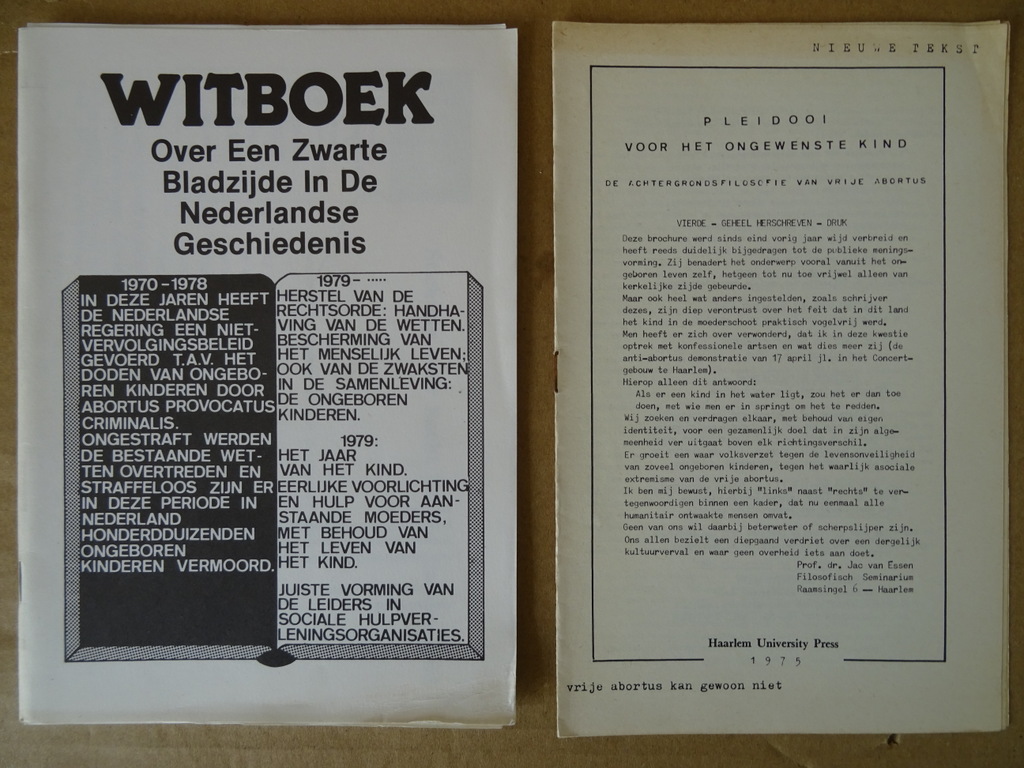 WITBOEK
Over Een Zwarte
Bladzijde In De
Nederlandse
Geschiedenis
1970-1978
IN DEZE JAREN HEEFT
DE NEDERLANDSE
REGERING EEN NIET-
VERVOLGINGSBELEID
GEVOERD T.A.V. HET
DODEN VAN ONGEBO-
REN KINDEREN DOOR
ABORTUS PROVOCATUS
CRIMINALIS.
ONGESTRAFT WERDEN
DE BESTAANDE WET-
TEN OVERTREDEN EN
STRAFFELOOS ZIJN ER
IN DEZE PERIODE IN
NEDERLAND
HONDERDDUIZENDEN
ONGEBOREN
KINDEREN VERMOORD.
1979- .....
HERSTEL VAN DE
RECHTSORDE: HANDHA-
VING VAN DE WETTEN.
BESCHERMING VAN
HET MENSELIJK LEVEN;
OOK VAN DE ZWAKSTEN
IN DE SAMENLEVING:
DE ONGEBOREN
KINDEREN.
1979:
HET JAAR
VAN HET KIND.
EERLIJKE VOORLICHTING
EN HULP VOOR AAN-
STAANDE MOEDERS,
MET BEHOUD VAN
HET LEVEN VAN
HET KIND.
JUISTE VORMING VAN
DE LEIDERS IN
SOCIALE HULPVER-
LENINGSORGANISATIES.
NIEUWE TEKST
PLEIDOOI
VOOR HET ONGEWENSTE KIND
DE ACHTERGRONDSFILOSOFIE VAN VRIJE ABORTUS
VIERDE - GEHEEL HERSCHREVEN - DRUK
Deze brochure werd sinds eind vorig jaar wijd verbreid en
heeft reeds duidelijk bijgedragen tot de publieke menings-
vorming. Zij benadert het onderwerp vooral vanuit het on-
geboren leven zelf, hetgeen tot nu toe vrijwel alleen van
kerkelijke zijde gebeurde.
Maar ook heel wat anders ingestelden, zoals schrijver
dezes, zijn diep verontrust over het feit dat in dit land
het kind in de moederschoot praktisch vogelvrij werd.
Men heeft er zich over verwonderd, dat ik in deze kwestie
optrek met konfessionele artsen en wat dies meer zij (de
anti-abortus demonstratie van 17 april jl. in het Concert-
gebouw te Haarlem).
Hierop alleen dit antwoord:
Als er een kind in het water ligt, zou het er dan toe
doen, met wie men er in springt om het te redden.
Wij zoeken en verdragen elkaar, met behoud van eigen
identiteit, voor een gezamenlijk doel dat in zijn alge-
meenheid ver uitgaat boven elk richtingsverschil.
Er groeit een waar volksverzet tegen de levensonveiligheid
van zoveel ongeboren kinderen, tegen het waarlijk asociale
extremisme van de vrije abortus.
Ik ben mij bewust, hierbij "links" naast "rechts" te ver-
tegenwoordigen binnen een kader, dat nu eenmaal alle
humanitair ontwaakte mensen omvat.
Geen van ons wil daarbij beterweter of scherpslijper zijn.
Ons allen bezielt een diepgaand verdriet over een dergelijk
kultuurverval en waar geen overheid iets aan doet.
Prof. dr. Jac van Essen
Filosofisch Seminarium
Raamsingel 6 — Haarlem
Haarlem University Press
1975
vrije abortus kan gewoon niet